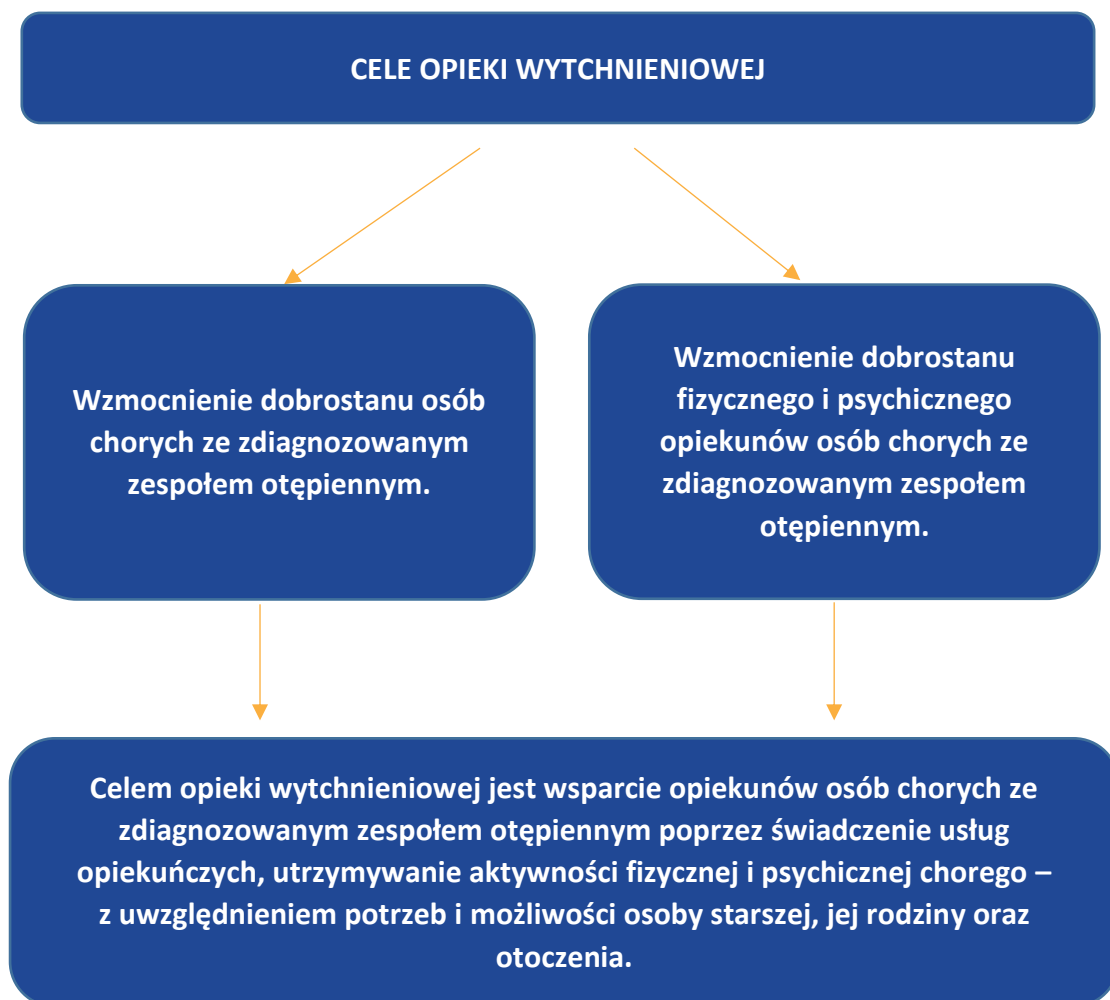 CELE OPIEKI WYTCHNIENIOWEJ
Wzmocnienie dobrostanu osób
chorych ze zdiagnozowanym
zespołem otępiennym.
Wzmocnienie dobrostanu
fizycznego i psychicznego
opiekunów osób chorych ze
zdiagnozowanym zespołem
otępiennym.
Celem opieki wytchnieniowej jest wsparcie opiekunów osób chorych ze
zdiagnozowanym zespołem otępiennym poprzez świadczenie usług
opiekuńczych, utrzymywanie aktywności fizycznej i psychicznej chorego –
z uwzględnieniem potrzeb i możliwości osoby starszej, jej rodziny oraz
otoczenia.